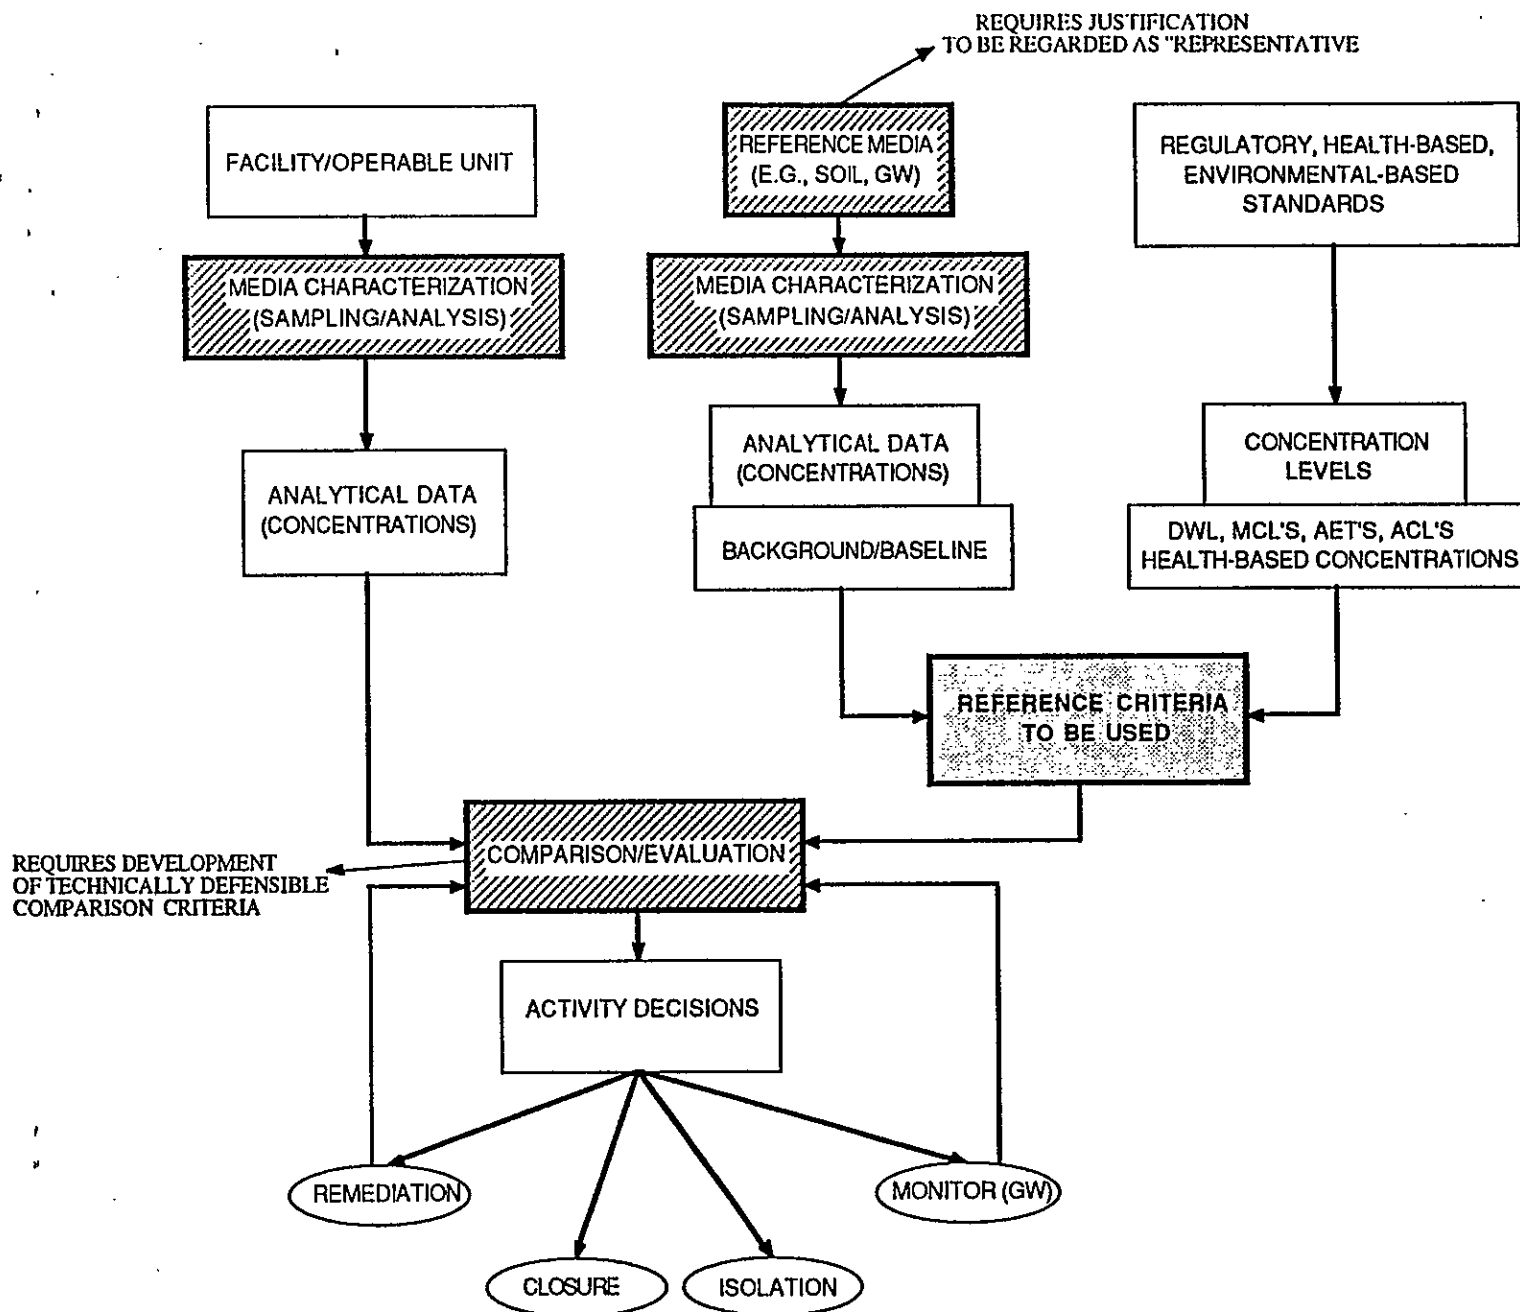 REQUIRES JUSTIFICATION
TO BE REGARDED AS "REPRESENTATIVE
FACILITY/OPERABLE UNIT
REFERENCE MEDIA
(E.G., SOIL, GW)
REGULATORY, HEALTH-BASED,
ENVIRONMENTAL-BASED
STANDARDS
MEDIA CHARACTERIZATION
(SAMPLING/ANALYSIS)
MEDIA CHARACTERIZATION
(SAMPLING/ANALYSIS)
ANALYTICAL DATA
(CONCENTRATIONS)
ANALYTICAL DATA
(CONCENTRATIONS)
BACKGROUND/BASELINE
CONCENTRATION
LEVELS
DWL, MCL'S, AET'S, ACL'S
HEALTH-BASED CONCENTRATIONS
REFERENCE CRITERIA
TO BE USED
COMPARISON/EVALUATION
REQUIRES DEVELOPMENT
OF TECHNICALLY DEFENSIBLE
COMPARISON CRITERIA
ACTIVITY DECISIONS
REMEDIATION
MONITOR (GW)
CLOSURE
ISOLATION